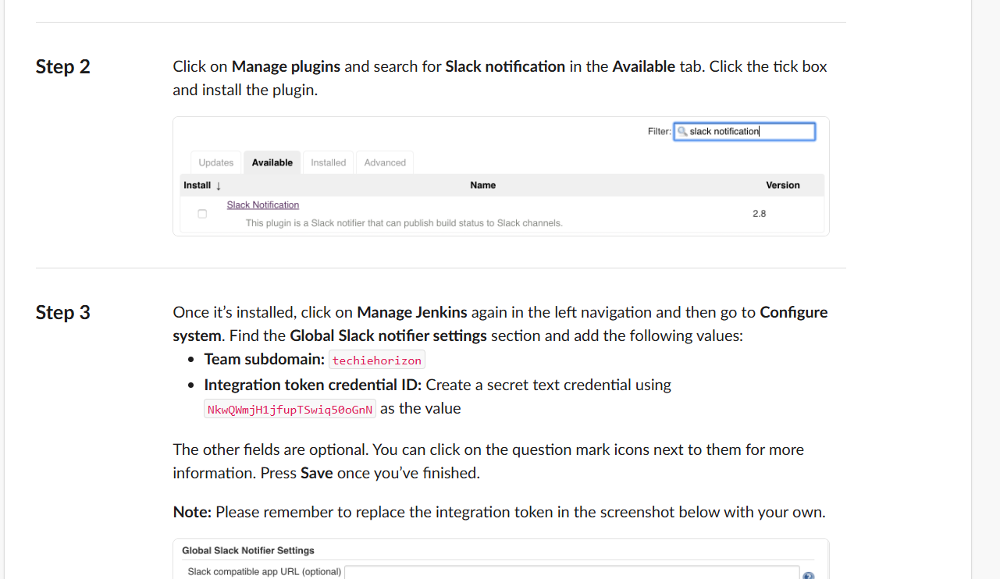 Step 2
Click on Manage plugins and search for Slack notification in the Available tab. Click the tick box
and install the plugin.
Filter: slack notification
Updates Available Installed Advanced
Install ↓ Name Version
Slack Notification
2.8
This plugin is a Slack notifier that can publish build status to Slack channels.
Step 3
Once it’s installed, click on Manage Jenkins again in the left navigation and then go to Configure
system. Find the Global Slack notifier settings section and add the following values:
• Team subdomain: techiehorizon
• Integration token credential ID: Create a secret text credential using
NkwQWmjH1jfupTSwiq50oGnN as the value
The other fields are optional. You can click on the question mark icons next to them for more
information. Press Save once you’ve finished.
Note: Please remember to replace the integration token in the screenshot below with your own.
Global Slack Notifier Settings
Slack compatible app URL (optional)
?